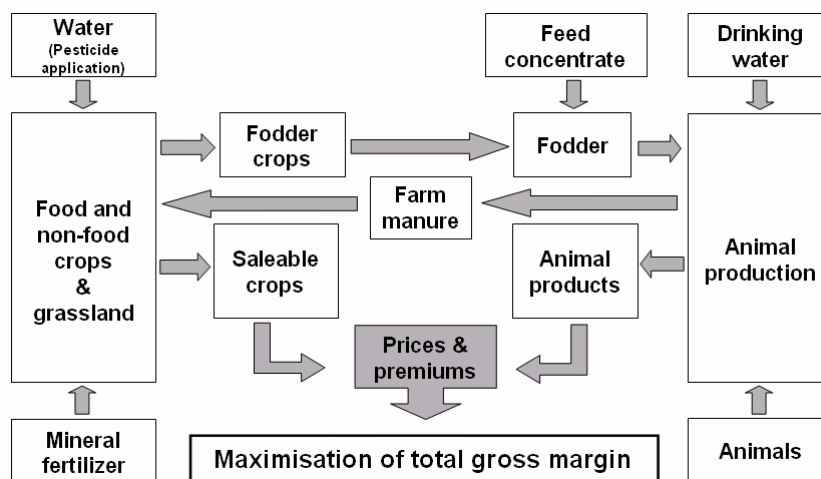 Water
(Pesticide
application)
Feed
concentrate
Drinking
water
Fodder
crops
Fodder
Farm
manure
Food and
non-food
crops
&
grassland
Saleable
crops
Animal
products
Animal
production
Prices &
premiums
Mineral
fertilizer
Maximisation of total gross margin
Animals